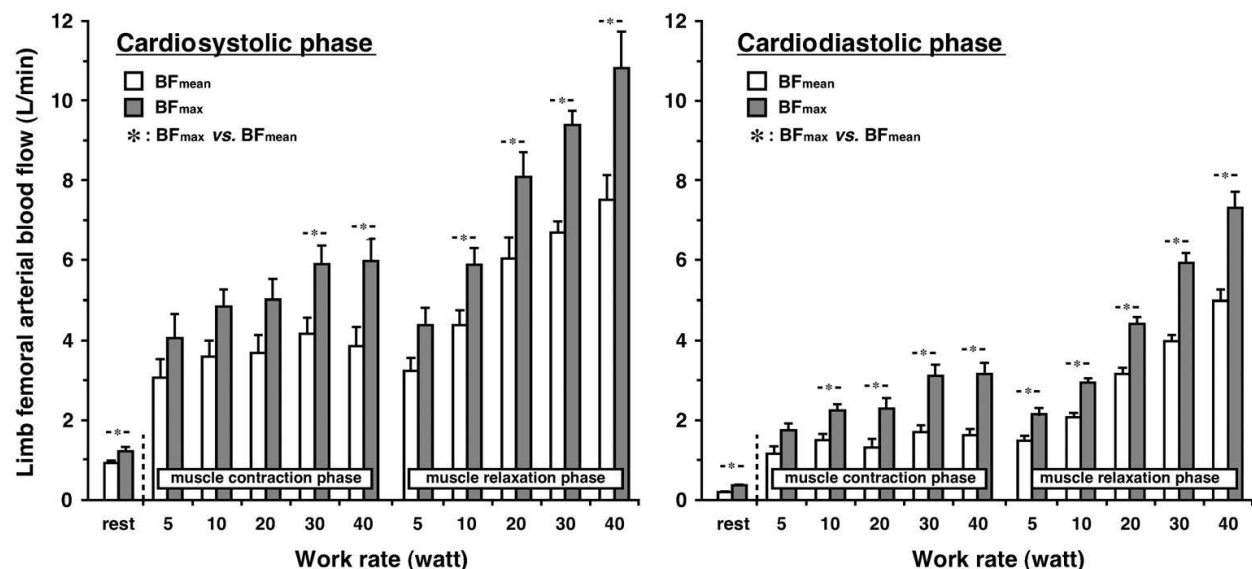 Limb femoral arterial blood flow (L/min)
12
10
8
6
4
2
0
Cardiosystolic phase
BFmean
BFmax
* : BFmax vs. BFmean
-*-
-*-
-*-
-*-
-*-
-*-
-*-
muscle contraction phase
muscle relaxation phase
rest 5 10 20 30 40 5 10 20 30 40
Work rate (watt)
12
10
8
6
4
2
0
Cardiodiastolic phase
BFmean
BFmax
* : BFmax vs. BFmean
-*-
-*-
-*-
-*-
-*-
-*-
-*-
-*-
-*-
-*-
muscle contraction phase
muscle relaxation phase
rest 5 10 20 30 40 5 10 20 30 40
Work rate (watt)